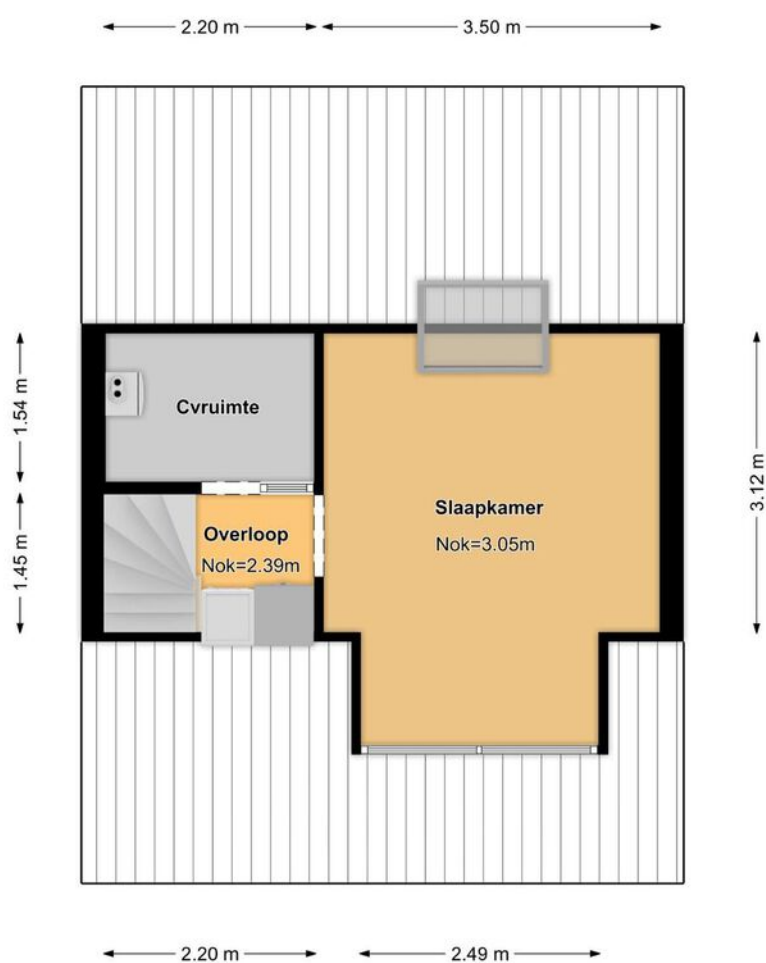 2.20 m
3.50 m
1.54 m
Cvruimte
3.12 m
Slaapkamer
Nok=3.05m
Overloop
Nok=2.39m
1.45 m
2.20 m
2.49 m